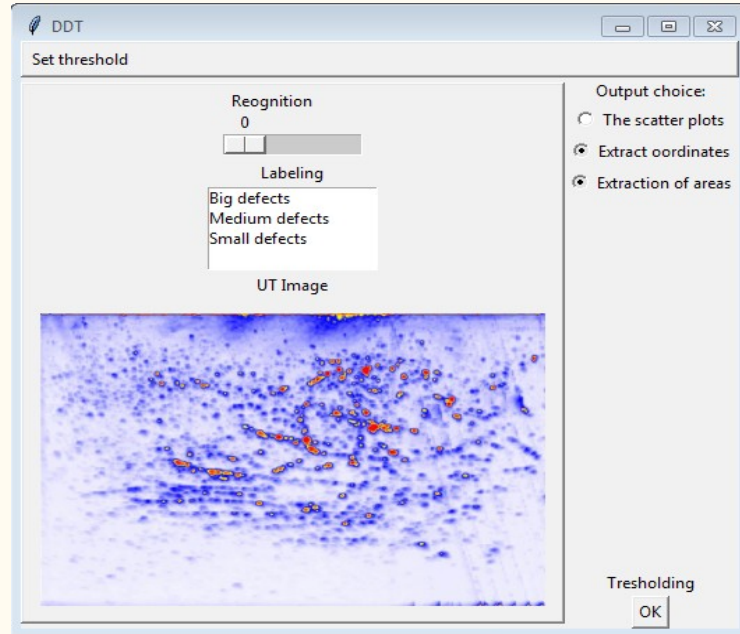 DDT
Set threshold
Reognition
0
Labeling
Big defects
Medium defects
Small defects
UT Image
Output choice:
The scatter plots
Extract oordinates
Extraction of areas
Tresholding
OK